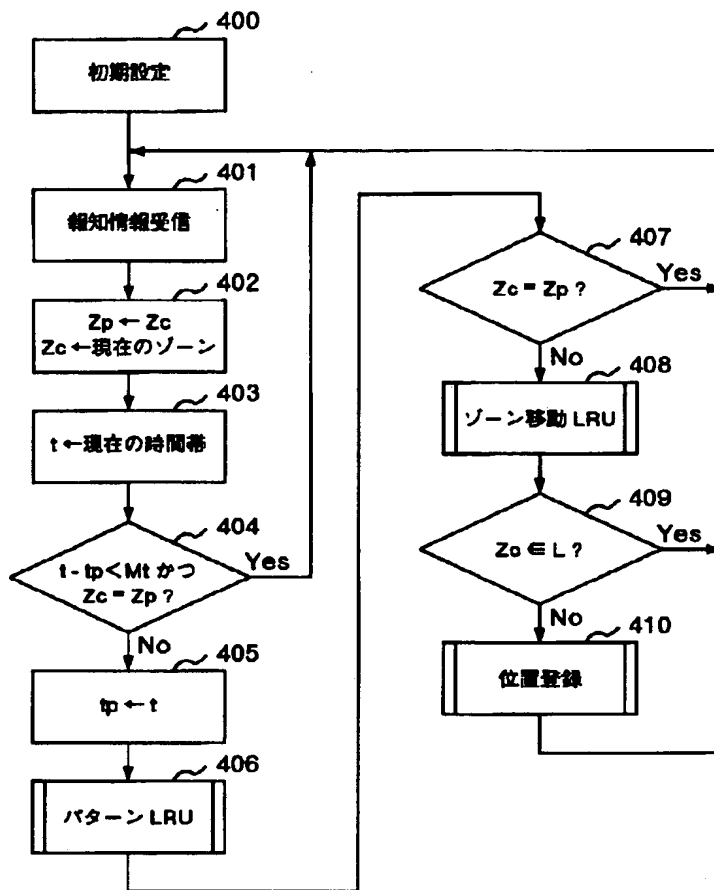 400
初期設定
401
報知情報受信
402
Zp ← Zc
Zc ← 現在のゾーン
403
t ← 現在の時間帯
404
t - tp < Mt かつ
Zc = Zp ?
Yes
No
405
tp ← t
406
パターン LRU
407
Zc = Zp ?
Yes
No
408
ゾーン移動 LRU
409
Zc ∈ L ?
Yes
No
410
位置登録